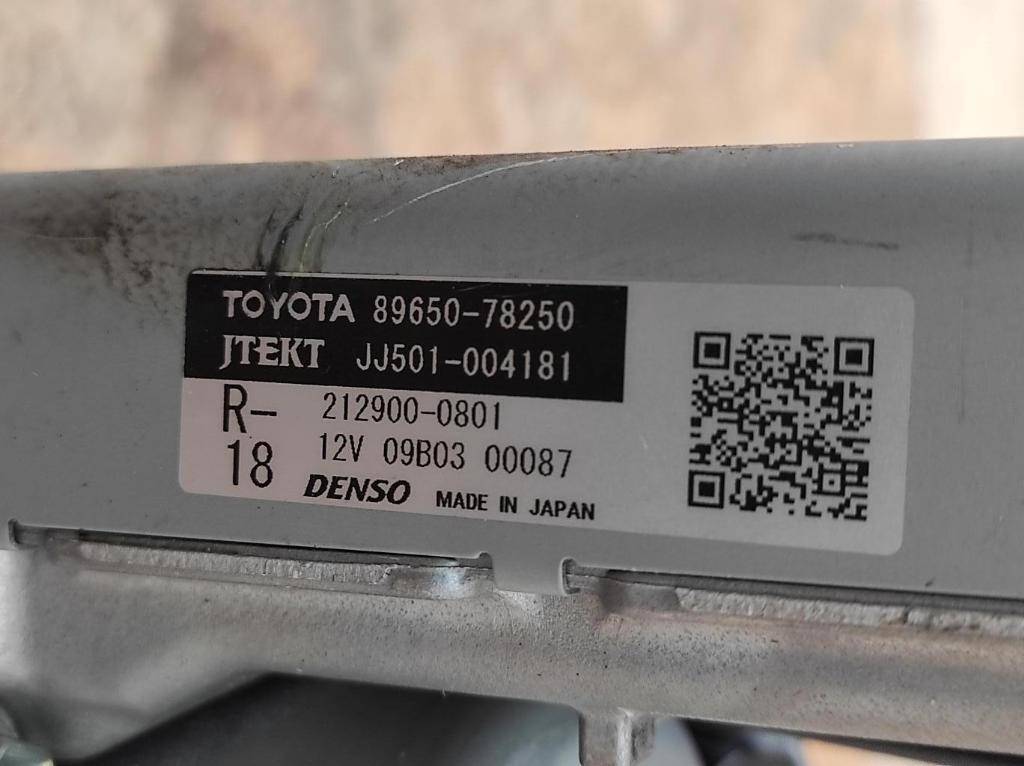 TOYOTA 89650-78250
JTEKT JJ501-004181
R- 212900-0801
18 12V 09B03 00087
DENSO MADE IN JAPAN